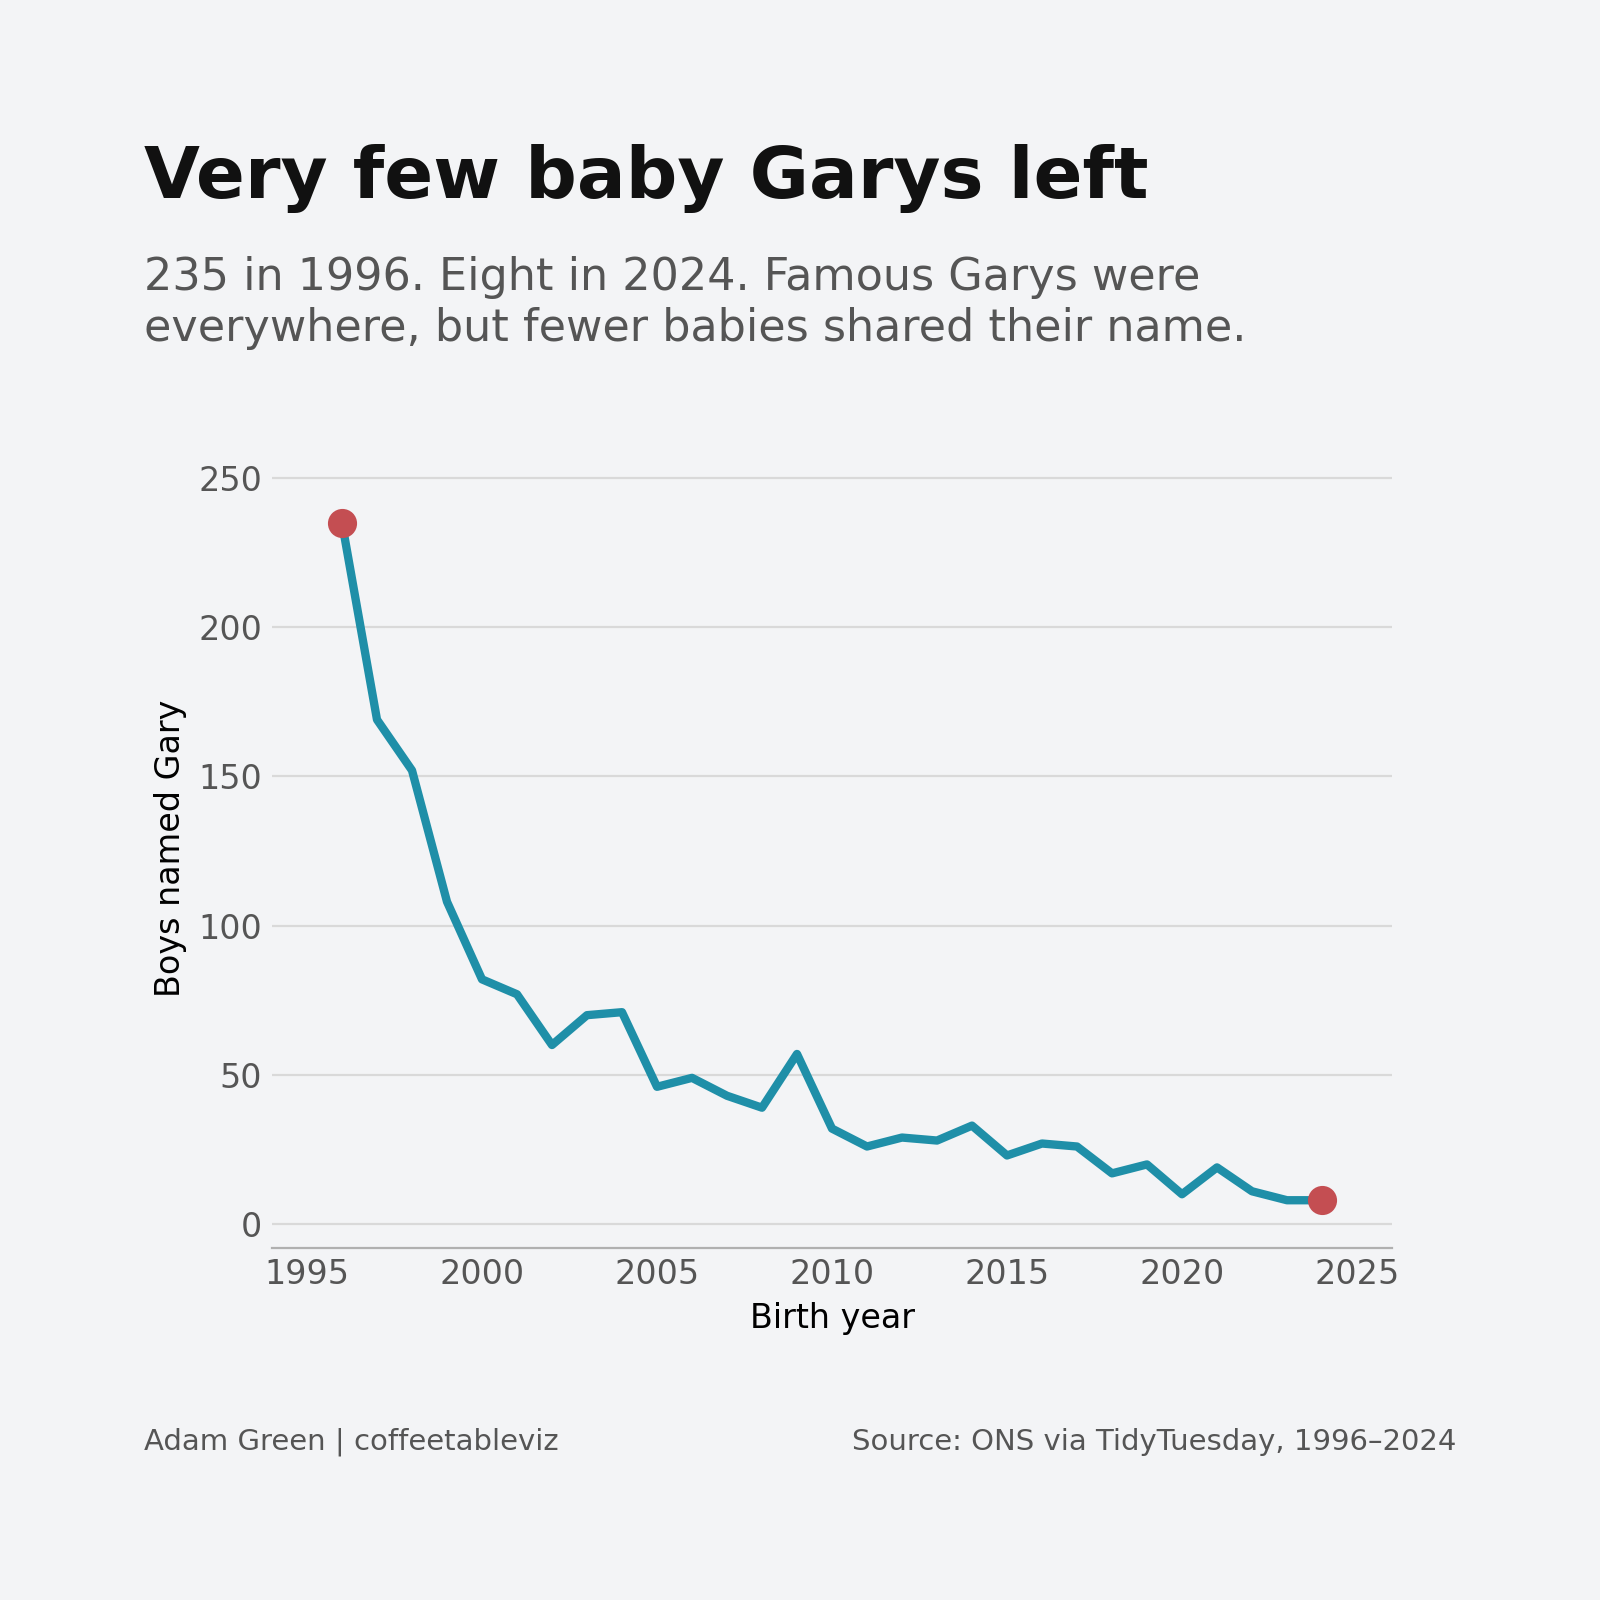 Very few baby Garys left
235 in 1996. Eight in 2024. Famous Garys were
everywhere, but fewer babies shared their name.
250
200
150
100
50
0
Boys named Gary
1995 2000 2005 2010 2015 2020 2025
Birth year
Adam Green | coffeetableviz
Source: ONS via TidyTuesday, 1996–2024